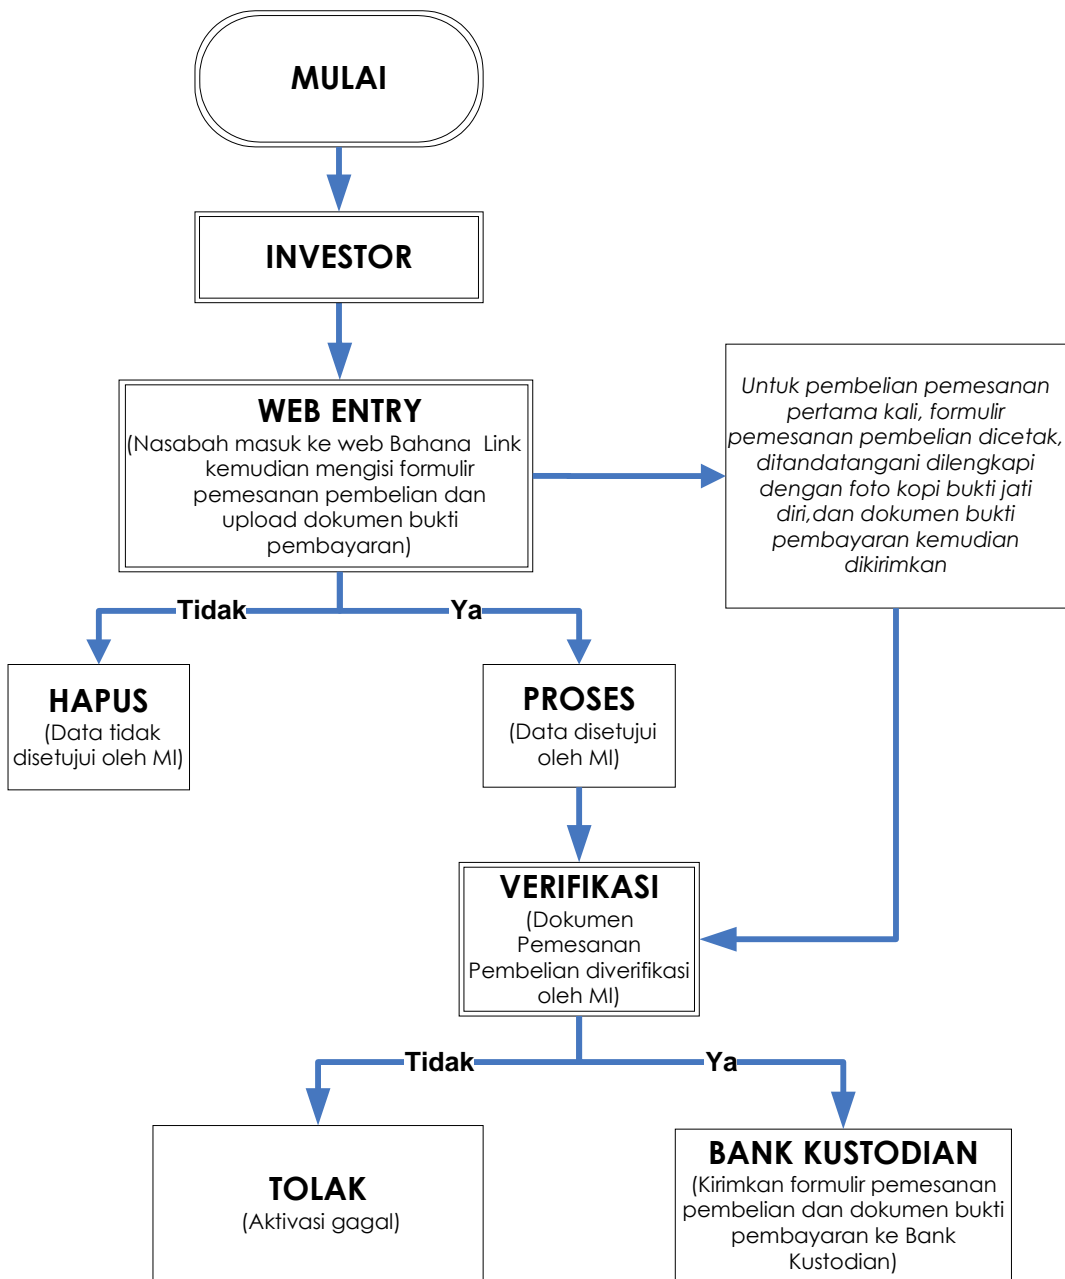 MULAI
INVESTOR
WEB ENTRY
(Nasabah masuk ke web Bahana  Link
kemudian mengisi formulir
pemesanan pembelian dan
upload dokumen bukti
pembayaran)
Untuk pembelian pemesanan
pertama kali, formulir
pemesanan pembelian dicetak,
ditandatangani dilengkapi
dengan foto kopi bukti jati
diri,dan dokumen bukti
pembayaran kemudian
dikirimkan
Tidak
Ya
HAPUS
(Data tidak
disetujui oleh MI)
PROSES
(Data disetujui
oleh MI)
VERIFIKASI
(Dokumen
Pemesanan
Pembelian diverifikasi
oleh MI)
Tidak
Ya
TOLAK
(Aktivasi gagal)
BANK KUSTODIAN
(Kirimkan formulir pemesanan
pembelian dan dokumen bukti
pembayaran ke Bank
Kustodian)